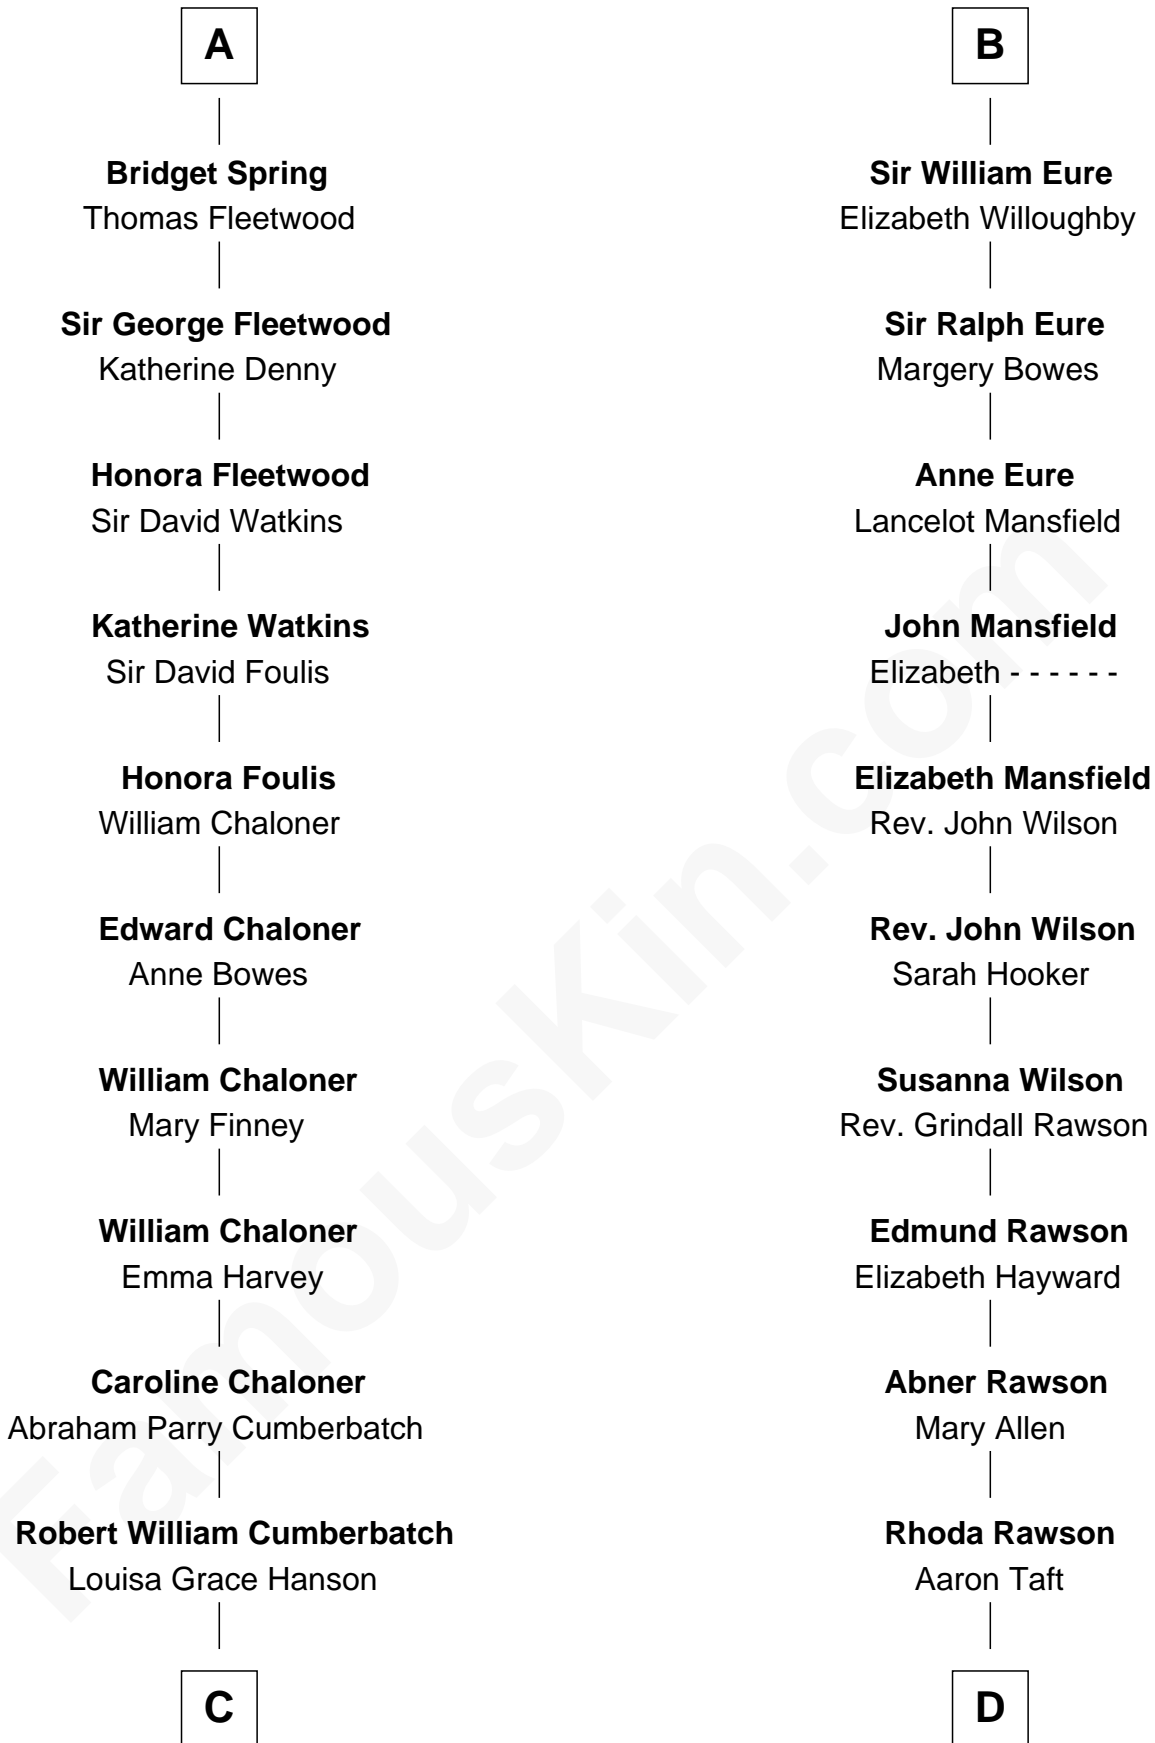 A
Bridget Spring
Thomas Fleetwood
Sir George Fleetwood
Katherine Denny
Honora Fleetwood
Sir David Watkins
Katherine Watkins
Sir David Foulis
Honora Foulis
William Chaloner
Edward Chaloner
Anne Bowes
William Chaloner
Mary Finney
William Chaloner
Emma Harvey
Caroline Chaloner
Abraham Parry Cumberbatch
Robert William Cumberbatch
Louisa Grace Hanson
C
B
Sir William Eure
Elizabeth Willoughby
Sir Ralph Eure
Margery Bowes
Anne Eure
Lancelot Mansfield
John Mansfield
Elizabeth - - - - - -
Elizabeth Mansfield
Rev. John Wilson
Rev. John Wilson
Sarah Hooker
Susanna Wilson
Rev. Grindall Rawson
Edmund Rawson
Elizabeth Hayward
Abner Rawson
Mary Allen
Rhoda Rawson
Aaron Taft
D
FamousKin.com